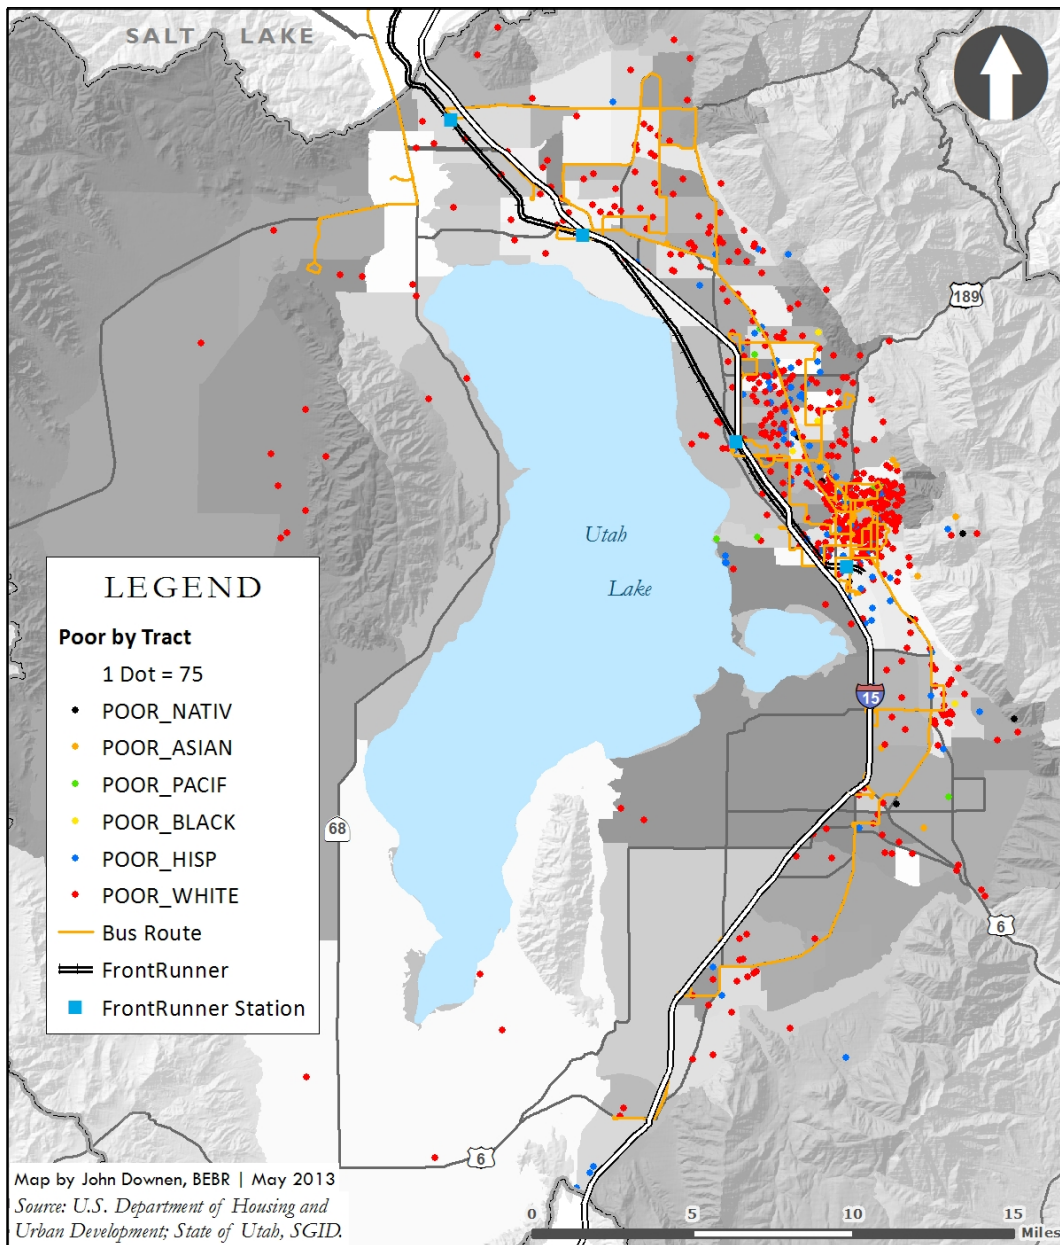 SALT LAKE
189
Utah
Lake
LEGEND
Poor by Tract
1 Dot = 75
POOR_NATIV
POOR_ASIAN
POOR_PACIF
POOR_BLACK
POOR_HISP
POOR_WHITE
Bus Route
FrontRunner
FrontRunner Station
15
68
6
6
Map by John Downen, BEBR | May 2013
Source: U.S. Department of Housing and
Urban Development; State of Utah, SGID.
0 5 10 15
Miles